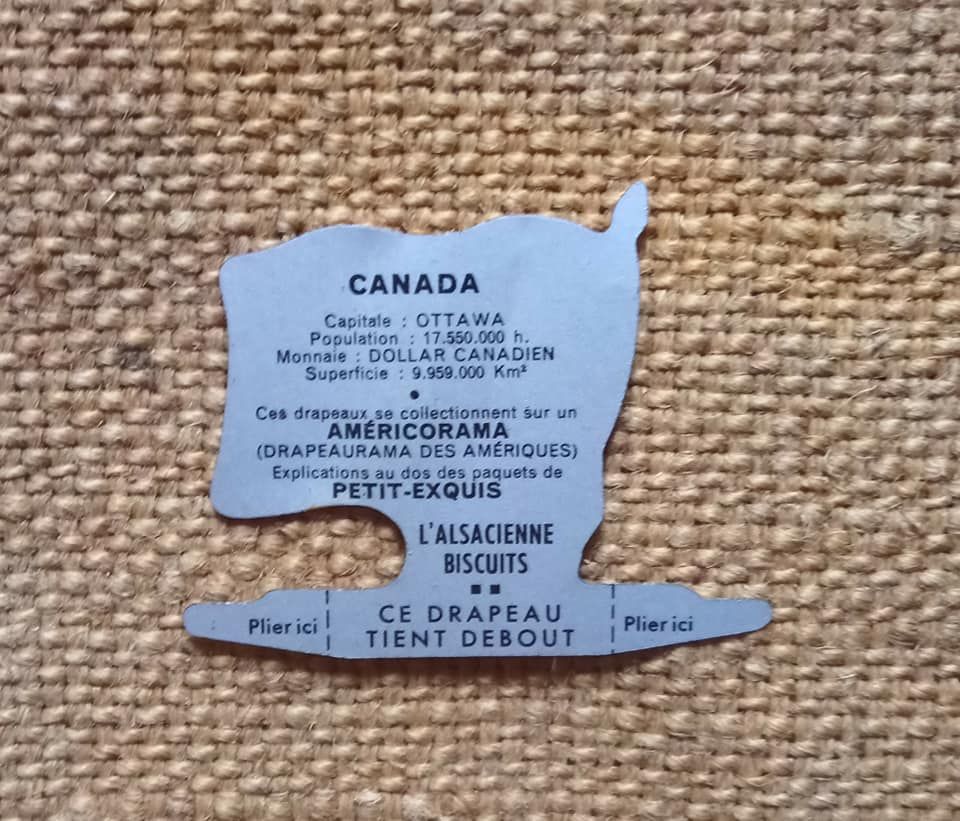 CANADA
Capitale : OTTAWA
Population : 17.550.000 h.
Monnaie : DOLLAR CANADIEN
Superficie : 9.959.000 Km²
•
Ces drapeaux se collectionnent sur un
AMÉRICORAMA
(DRAPEAURAMA DES AMÉRIQUES)
Explications au dos des paquets de
PETIT-EXQUIS
L'ALSACIENNE
BISCUITS
CE DRAPEAU
TIENT DEBOUT
Plier ici
Plier ici